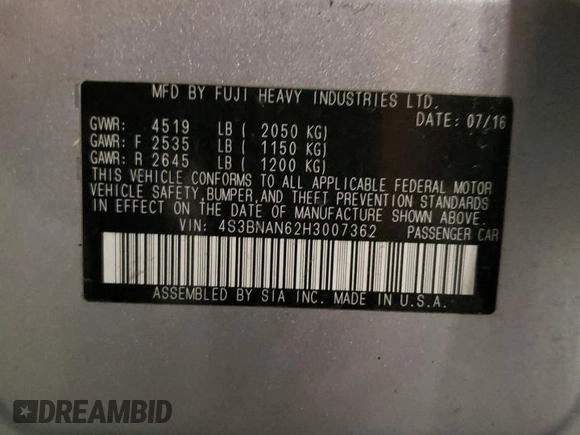 MFD BY FUJI HEAVY INDUSTRIES LTD.
DATE: 07/16
GVWR: 4519 LB ( 2050 KG)
GAWR: F 2535 LB ( 1150 KG)
GAWR: R 2645 LB ( 1200 KG)
THIS VEHICLE CONFORMS TO ALL APPLICABLE FEDERAL MOTOR
VEHICLE SAFETY, BUMPER, AND THEFT PREVENTION STANDARDS
IN EFFECT ON THE DATE OF MANUFACTURE SHOWN ABOVE.
VIN: 4S3BNAN62H3007362 PASSENGER CAR
ASSEMBLED BY SIA INC. MADE IN U.S.A.
DREAMBID